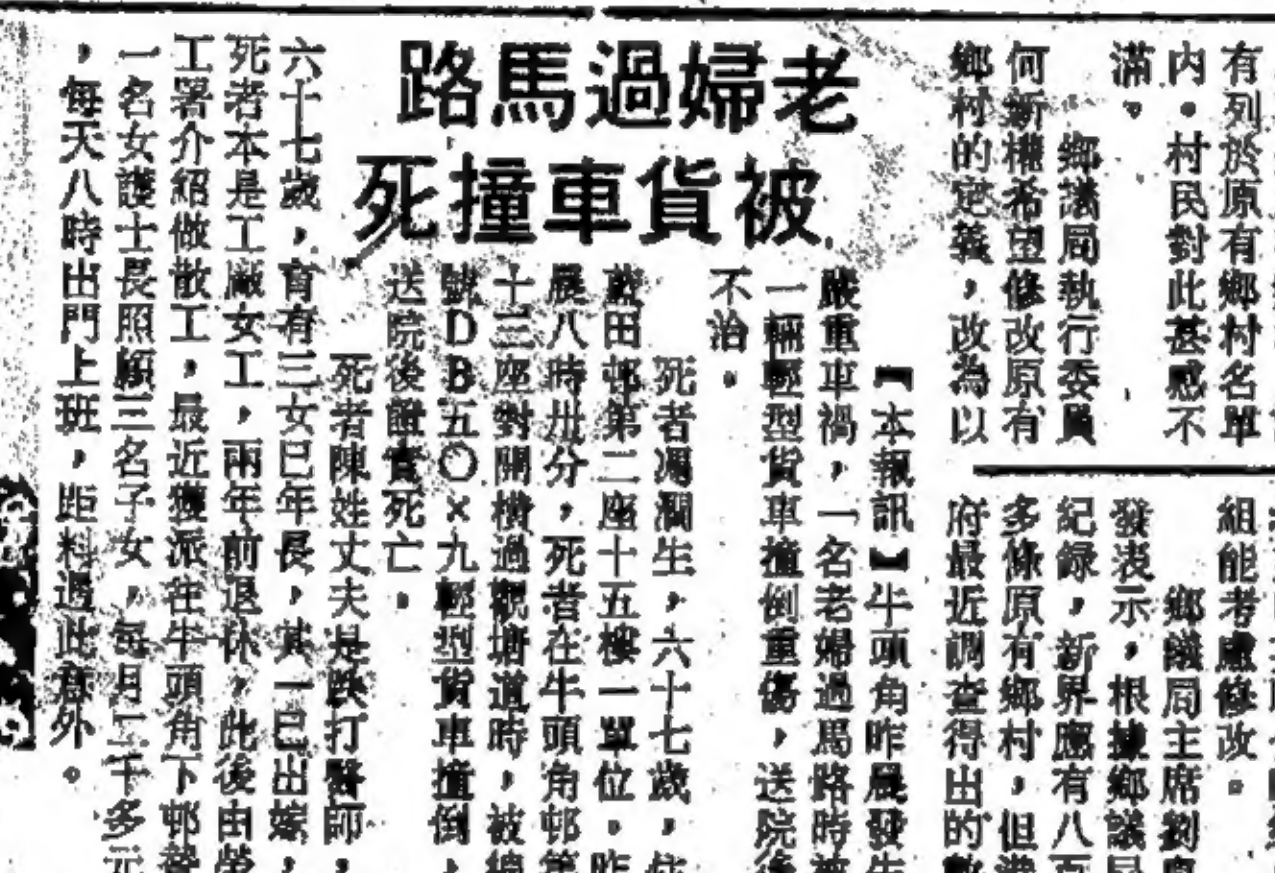 有列於原有鄉村名單
內。村民對此甚感不
滿。
鄉議局執行委員
何新權希望修改原有
鄉村的定義,改為以
組能考慮修改。
鄉議局主席劉
發表示,根據鄉議局
紀錄,新界應有八百
多條原有鄉村,但
府最近調查得出的數
老婦過馬路
被貨車撞死
【本報訊】牛頭角昨晨發生
嚴重車禍,一名老婦過馬路時被
一輛輕型貨車撞倒重傷,送院後
不治。
死者馮瀾生,六十七歲,住
藍田邨第二座十五樓一單位。昨
晨八時卅分,死者在牛頭角邨第
十三座對開橫過觀塘道時,被編
號DB五〇×九輕型貨車撞倒,
送院後證實死亡。
死者陳姓丈夫是跌打醫師,
六十七歲,育有三女已年長,其一已出嫁,
死者本是工廠女工,兩年前退休,此後由勞
工署介紹做散工,最近獲派往牛頭角下邨替
一名女護士長照顧三名子女,每月二千多元
,每天八時出門上班,距料遇此意外。